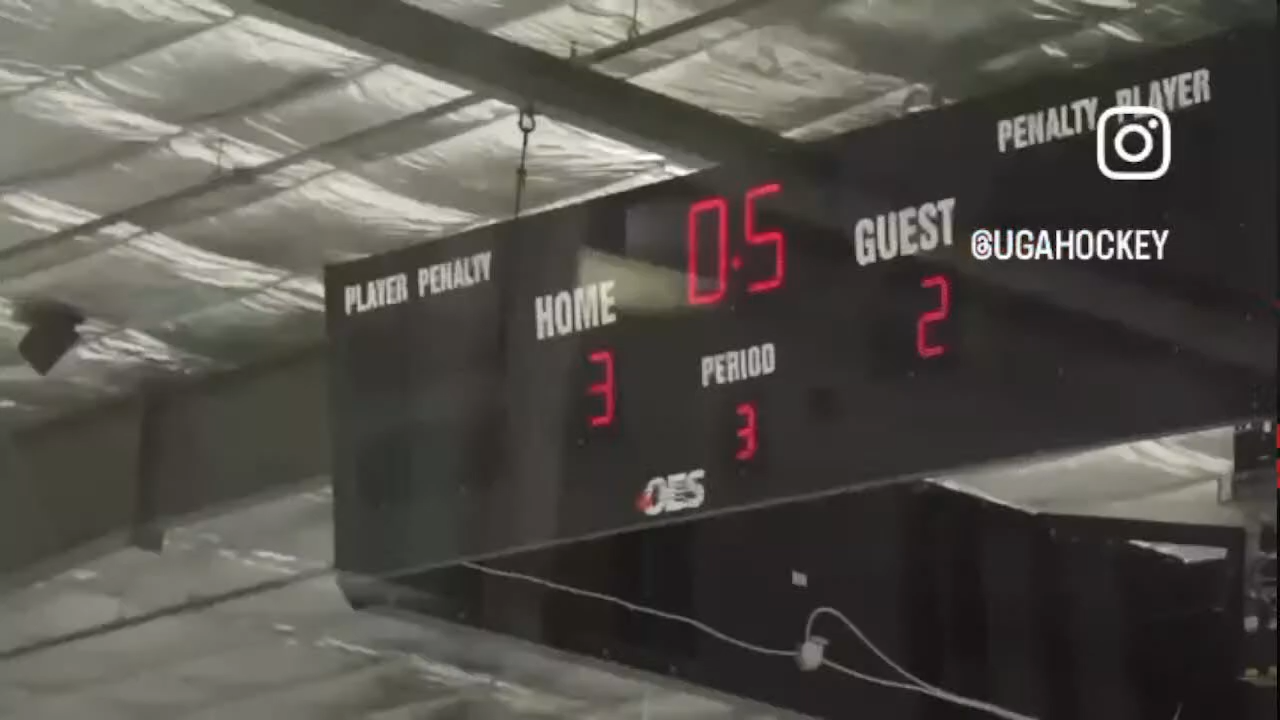 PENALTY PLAYER
@UGAHOCKEY
PLAYER PENALTY
HOME
0.5
GUEST
3
PERIOD
2
3
OES